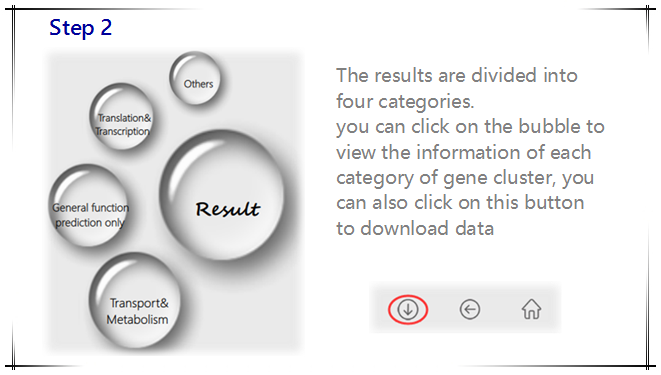 Step 2
Others
Translation&
Transcription
General function
prediction only
Result
Transport&
Metabolism
The results are divided into
four categories.
you can click on the bubble to
view the information of each
category of gene cluster, you
can also click on this button
to download data